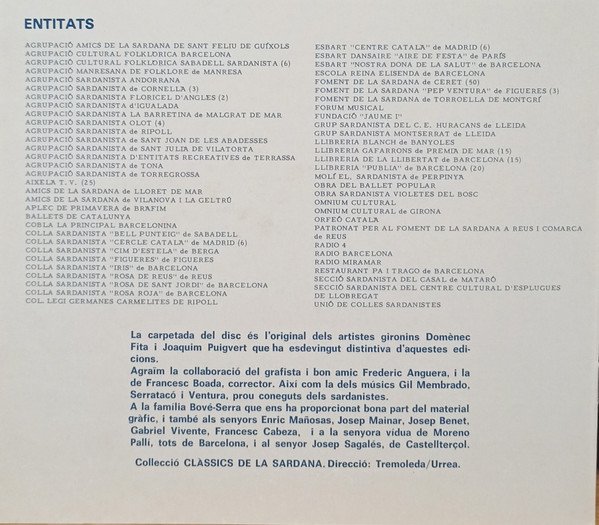 ENTITATS
AGRUPACIÓ AMICS DE LA SARDANA DE SANT FELIU DE GUÍXOLS
AGRUPACIÓ CULTURAL FOLKLORICA BARCELONA
AGRUPACIÓ CULTURAL FOLKLORICA SABADELL SARDANISTA (6)
AGRUPACIÓ MANRESANA DE FOLKLORE de MANRESA
AGRUPACIÓ SARDANISTA ANDORRANA
AGRUPACIÓ SARDANISTA de CORNELLÀ (3)
AGRUPACIÓ SARDANISTA FLORICEL D'ANGLES (2)
AGRUPACIÓ SARDANISTA d'IGUALADA
AGRUPACIÓ SARDANISTA LA BARRETINA de MALGRAT DE MAR
AGRUPACIÓ SARDANISTA OLOT (4)
AGRUPACIÓ SARDANISTA de RIPOLL
AGRUPACIÓ SARDANISTA de SANT JOAN DE LES ABADESSES
AGRUPACIÓ SARDANISTA de SANT JULIÀ DE VILATORTA
AGRUPACIÓ SARDANISTA D'ENTITATS RECREATIVES de TERRASSA
AGRUPACIÓ SARDANISTA de TONA
AGRUPACIÓ SARDANISTA de TORREGROSSA
AIXELÀ T. V. (25)
AMICS DE LA SARDANA de LLORET DE MAR
AMICS DE LA SARDANA de VILANOVA I LA GELTRÚ
APLEC DE PRIMAVERA de BRAFIM
BALLETS DE CATALUNYA
COBLA LA PRINCIPAL BARCELONINA
COLLA SARDANISTA "BELL PUNTEIG" de SABADELL
COLLA SARDANISTA "CERCLE CATALÀ" de MADRID (6)
COLLA SARDANISTA "CIM D'ESTELA" de BERGA
COLLA SARDANISTA "FIGUERES" de FIGUERES
COLLA SARDANISTA "IRIS" de BARCELONA
COLLA SARDANISTA "ROSA DE REUS" de REUS
COLLA SARDANISTA "ROSA DE SANT JORDI" de BARCELONA
COLLA SARDANISTA "ROSA ROJA" de BARCELONA
COL. LEGI GERMANES CARMELITES DE RIPOLL
ESBART "CENTRE CATALÀ" de MADRID (6)
ESBART DANSAIRE "AIRE DE FESTA" de PARÍS
ESBART "NOSTRA DONA DE LA SALUT" de BARCELONA
ESCOLA REINA ELISENDA de BARCELONA
FOMENT DE LA SARDANA de CERET (50)
FOMENT DE LA SARDANA "PEP VENTURA" de FIGUERES (3)
FOMENT DE LA SARDANA de TORROELLA DE MONTGRÍ
FORUM MUSICAL
FUNDACIÓ "JAUME I"
GRUP SARDANISTA DEL C. E. HURACANS de LLEIDA
GRUP SARDANISTA MONTSERRAT de LLEIDA
LLIBRERIA BLANCH de BANYOLES
LLIBRERIA GAFARRONS de PREMIÀ DE MAR (15)
LLIBRERIA DE LA LLIBERTAT de BARCELONA (15)
LLIBRERIA "PUBLIA" de BARCELONA (20)
MOLÍ EL, SARDANISTA de PERPINYÀ
OBRA DEL BALLET POPULAR
OBRA SARDANISTA VIOLETES DEL BOSC
OMNIUM CULTURAL
OMNIUM CULTURAL de GIRONA
ORFEÓ CATALÀ
PATRONAT PER AL FOMENT DE LA SARDANA A REUS I COMARCA
de REUS
RADIO 4
RADIO BARCELONA
RADIO MIRAMAR
RESTAURANT PA I TRAGO de BARCELONA
SECCIÓ SARDANISTA DEL CASAL de MATARÓ
SECCIÓ SARDANISTA DEL CENTRE CULTURAL D'ESPLUGUES
DE LLOBREGAT
UNIÓ DE COLLES SARDANISTES
La carpetada del disc és l'original dels artistes gironins Domènec
Fita i Joaquim Puigvert que ha esdevingut distintiva d'aquestes edi-
cions.
Agraïm la collaboració del grafista i bon amic Frederic Anguera, i la
de Francesc Boada, corrector. Així com la dels músics Gil Membrado,
Serratacó i Ventura, prou coneguts dels sardanistes.
A la família Bové-Serra que ens ha proporcionat bona part del material
gràfic, i també als senyors Enric Mañosas, Josep Mainar, Josep Benet,
Gabriel Vivente, Francesc Cabeza, i a la senyora vídua de Moreno
Pallí, tots de Barcelona, i al senyor Josep Sagalés, de Castellterçol.
Collecció CLÀSSICS DE LA SARDANA. Direcció: Tremoleda/Urrea.